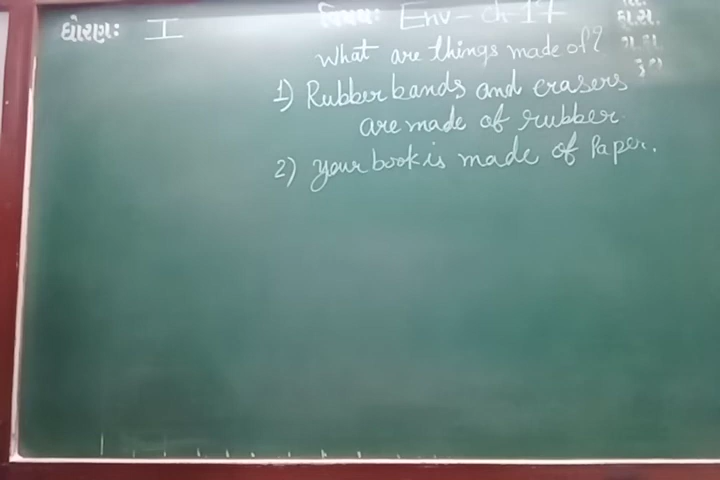 ધોરણ: I
વિષય: Env - ch-17
what are things made of?
1) Rubber bands and erasers
are made of rubber.
2) your book is made of Paper.
હા.સ.
ગે.હા.
કુલ